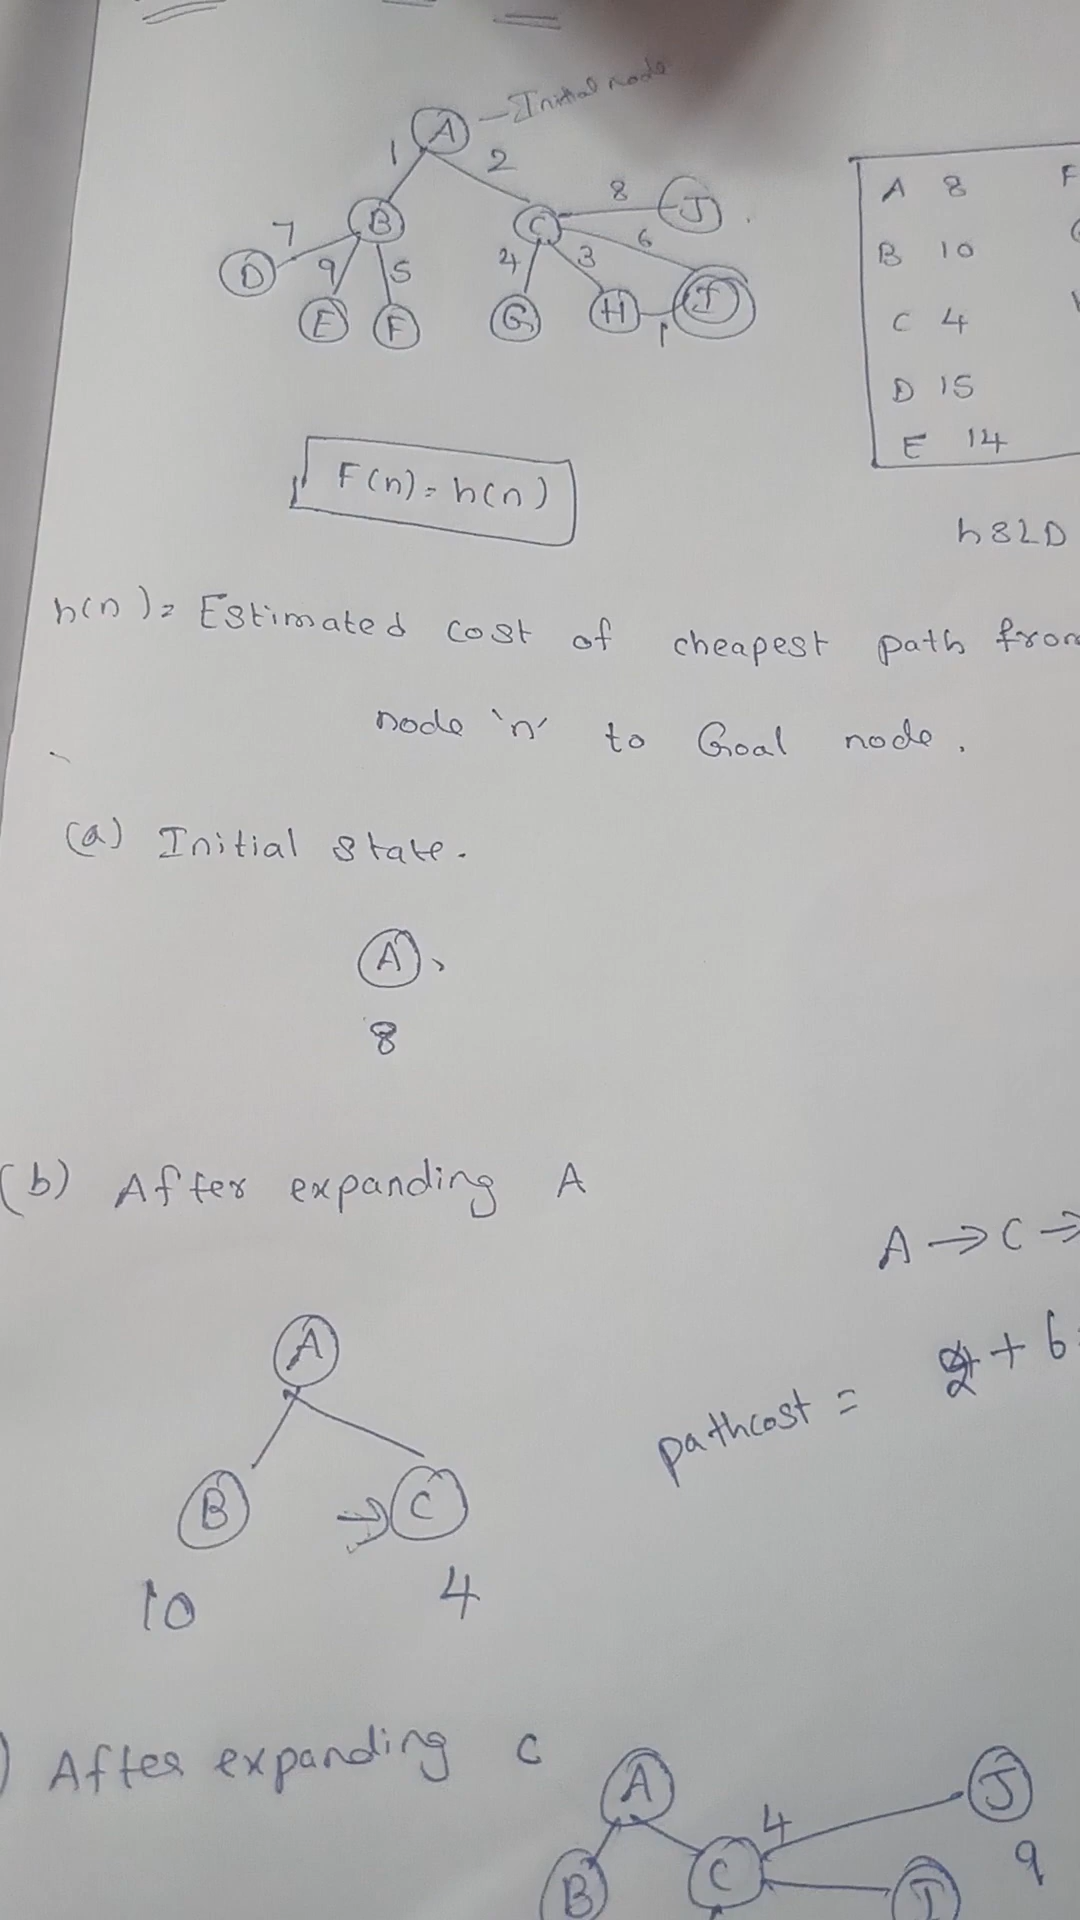 A - Initial node
1 2
B C 8 J
7 9 5 4 3 6
D E F G H 1 I
A 8 F
B 10
C 4
D 15
E 14
F(n) = h(n)
hSLD
h(n) = Estimated cost of cheapest path from
node 'n' to Goal node.
(a) Initial state.
A
8
(b) After expanding A
A → C →
pathcost = 2 + 6
A
B → C
10 4
) After expanding C
A J
4 9
B C I